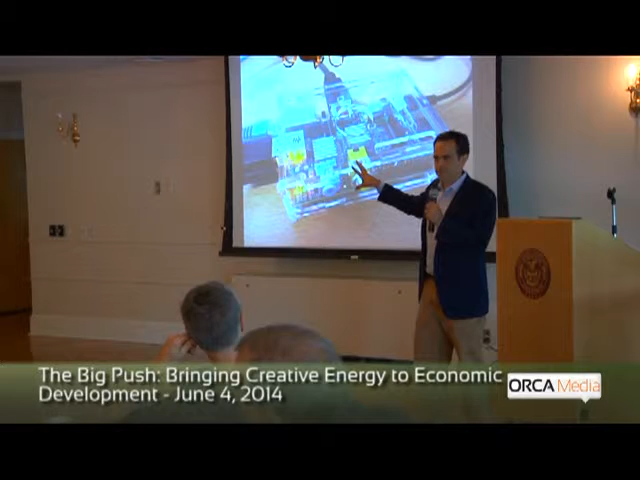 The Big Push: Bringing Creative Energy to Economic
Development - June 4, 2014
ORCA Media